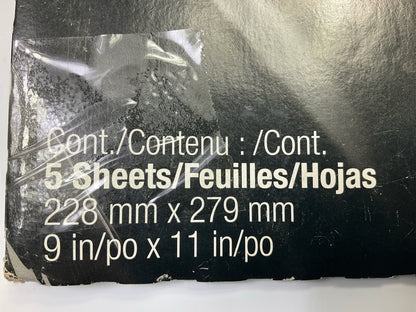 Cont./Contenu : /Cont.
5 Sheets/Feuilles/Hojas
228 mm x 279 mm
9 in/po x 11 in/po